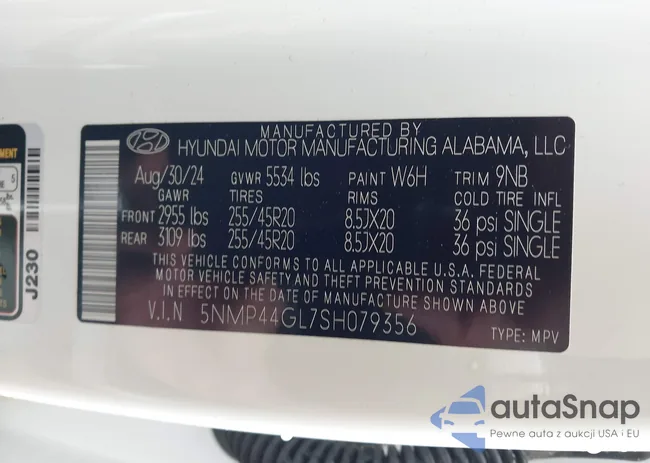 MANUFACTURED BY
HYUNDAI MOTOR MANUFACTURING ALABAMA, LLC
Aug/30/24 GVWR 5534 lbs PAINT W6H TRIM 9NB
GAWR TIRES RIMS COLD TIRE INFL
FRONT 2955 lbs 255/45R20 8.5JX20 36 psi SINGLE
REAR 3109 lbs 255/45R20 8.5JX20 36 psi SINGLE
THIS VEHICLE CONFORMS TO ALL APPLICABLE U.S.A. FEDERAL
MOTOR VEHICLE SAFETY AND THEFT PREVENTION STANDARDS
IN EFFECT ON THE DATE OF MANUFACTURE SHOWN ABOVE
V.I.N 5NMP44GL7SH079356
TYPE: MPV
J230
autaSnap
Pewne auta z aukcji USA i EU